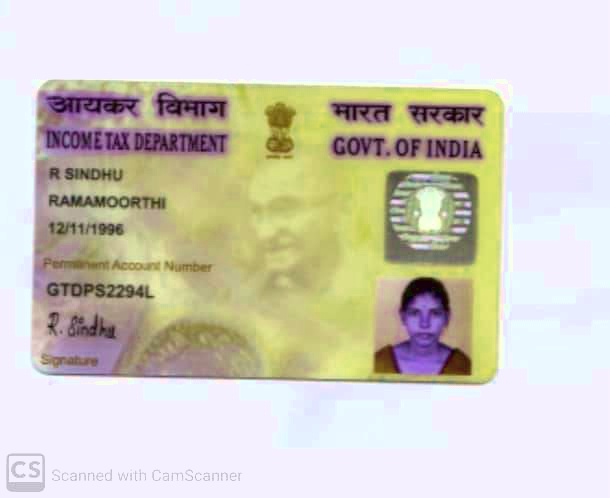 आयकर विभाग
INCOME TAX DEPARTMENT
भारत सरकार
GOVT. OF INDIA
R SINDHU
RAMAMOORTHI
12/11/1996
Permanent Account Number
GTDPS2294L
R. Sindhu
Signature
CS Scanned with CamScanner